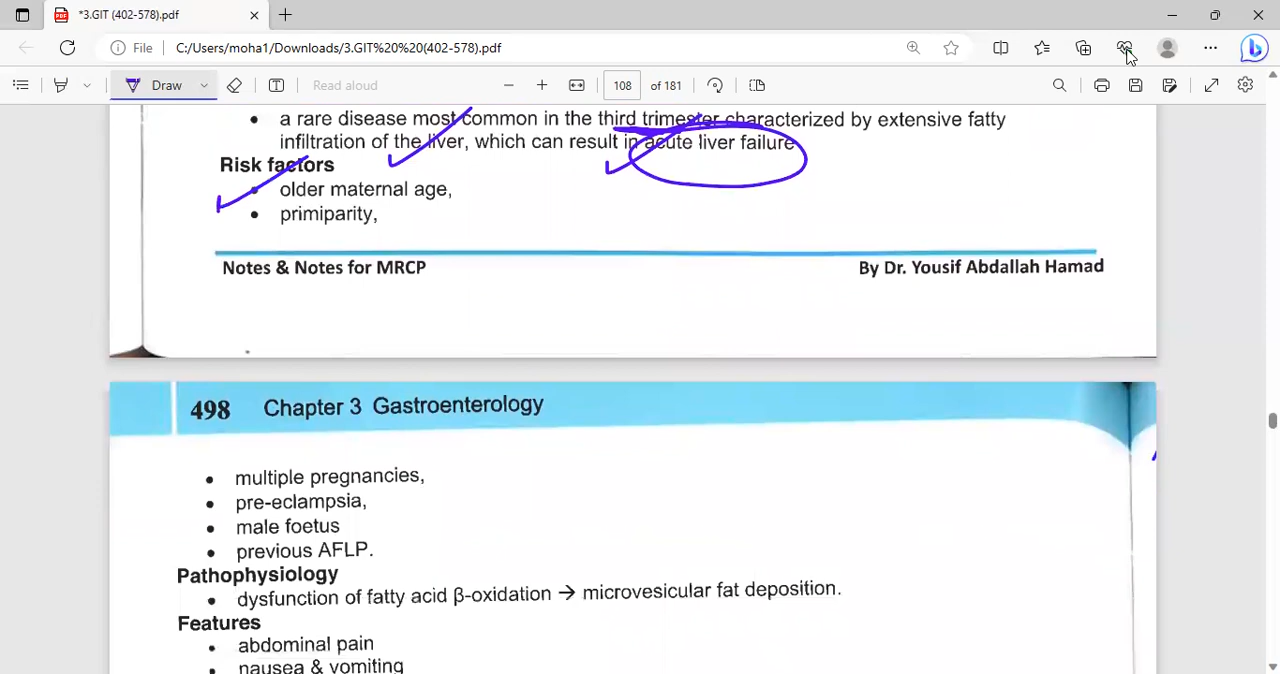 *3.GIT (402-578).pdf
File C:/Users/moha1/Downloads/3.GIT%20%20(402-578).pdf
Draw Read aloud 108 of 181
• a rare disease most common in the third trimester characterized by extensive fatty
infiltration of the liver, which can result in acute liver failure
Risk factors
• older maternal age,
• primiparity,
Notes & Notes for MRCP By Dr. Yousif Abdallah Hamad
498 Chapter 3 Gastroenterology
• multiple pregnancies,
• pre-eclampsia,
• male foetus
• previous AFLP.
Pathophysiology
• dysfunction of fatty acid β-oxidation → microvesicular fat deposition.
Features
• abdominal pain
• nausea & vomiting